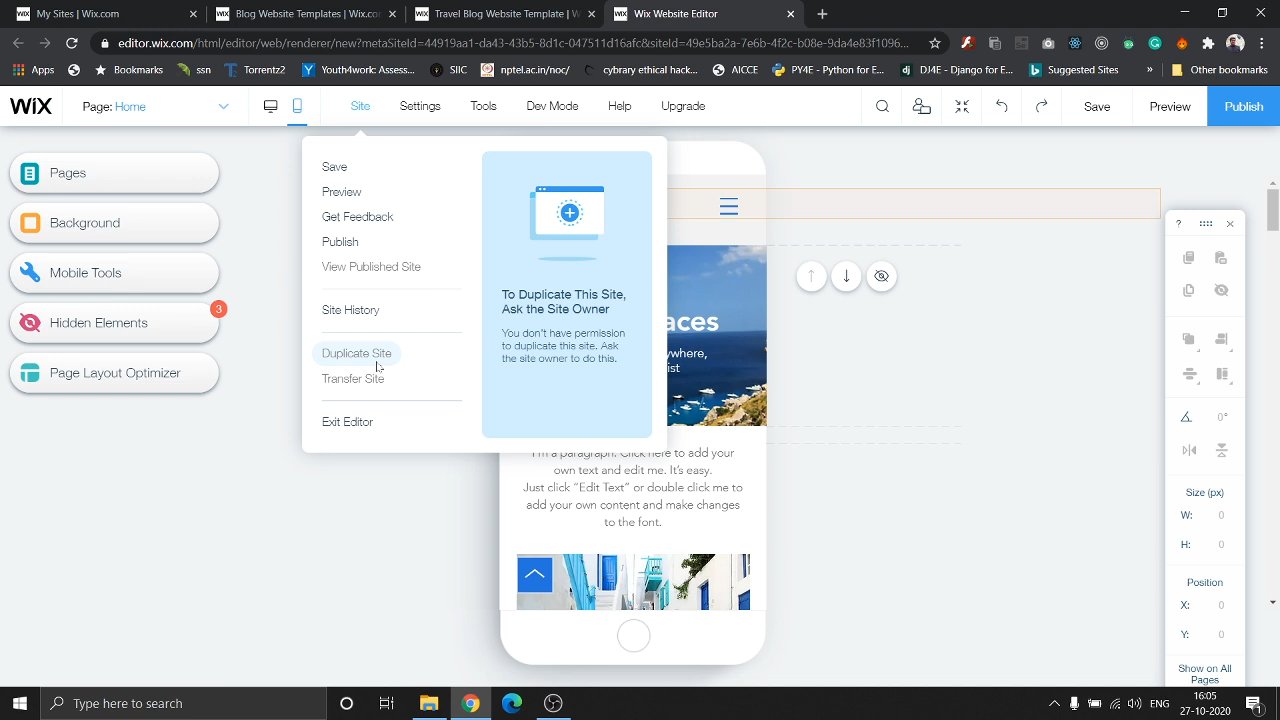 My Sites | Wix.com
Blog Website Templates | Wix.co
Travel Blog Website Template | W
Wix Website Editor
editor.wix.com/html/editor/web/renderer/new?metaSiteId=44919aa1-da43-43b5-8d1c-047511d16afc&siteId=49e5ba2a-7e6b-4f2c-b08e-9da4e83f1096...
Apps
Bookmarks
ssn
Torrentz2
Youth4work: Assess...
SIIC
nptel.ac.in/noc/
cybrary ethical hack...
AICCE
PY4E - Python for E...
D4E - Django for E...
Suggested Sites
»
Other bookmarks
WiX
Page: Home
Site
Settings
Tools
Dev Mode
Help
Upgrade
Save
Preview
Publish
Pages
Background
Mobile Tools
Hidden Elements
3
Page Layout Optimizer
Save
Preview
Get Feedback
Publish
View Published Site
Site History
Duplicate Site
Transfer Site
Exit Editor
To Duplicate This Site,
Ask the Site Owner
You don't have permission
to duplicate this site. Ask
the site owner to do this.
aces
ywhere,
ist
I'm a paragraph. Click here to add your
own text and edit me. It's easy.
Just click "Edit Text" or double click me to
add your own content and make changes
to the font.
?
0°
Size (px)
W: 0
H: 0
Position
X: 0
Y: 0
Show on All
Pages
Type here to search
ENG
16:05
27-10-2020
1